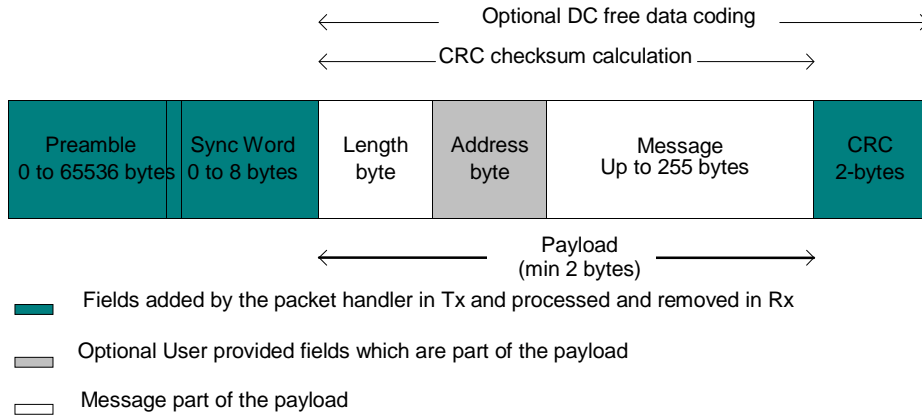 Optional DC free data coding
CRC checksum calculation
Preamble
0 to 65536 bytes
Sync Word
0 to 8 bytes
Length
byte
Address
byte
Message
Up to 255 bytes
CRC
2-bytes
Payload
(min 2 bytes)
Fields added by the packet handler in Tx and processed and removed in Rx
Optional User provided fields which are part of the payload
Message part of the payload